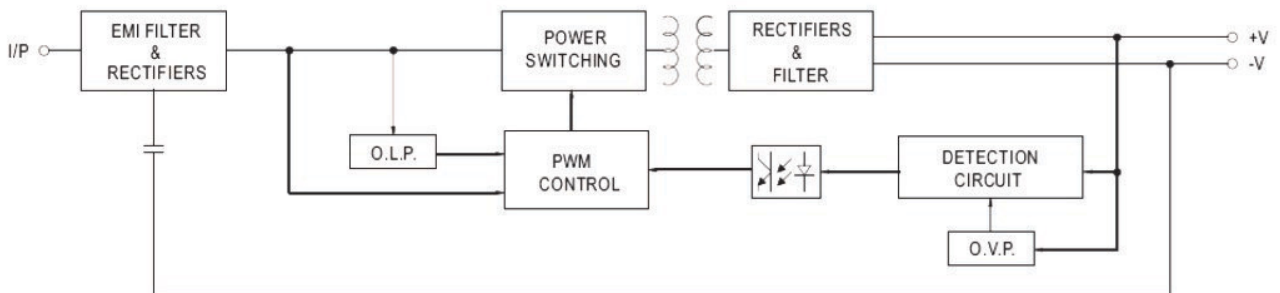 I/P
EMI FILTER
&
RECTIFIERS
POWER
SWITCHING
RECTIFIERS
&
FILTER
+V
-V
O.L.P.
PWM
CONTROL
DETECTION
CIRCUIT
O.V.P.